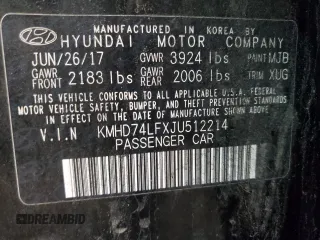 MANUFACTURED IN KOREA BY
HYUNDAI MOTOR COMPANY
JUN/26/17 GVWR 3924 lbs PAINT MJB
GAWR F 2183 lbs GAWR R 2006 lbs TRIM XUG
THIS VEHICLE CONFORMS TO ALL APPLICABLE U.S.A. FEDERAL
MOTOR VEHICLE SAFETY, BUMPER, AND THEFT PREVENTION
STANDARDS IN EFFECT ON THE DATE OF MANUFACTURE SHOWN
ABOVE.
V.I.N KMHD74LFXJU512214
PASSENGER CAR
DREAMBID